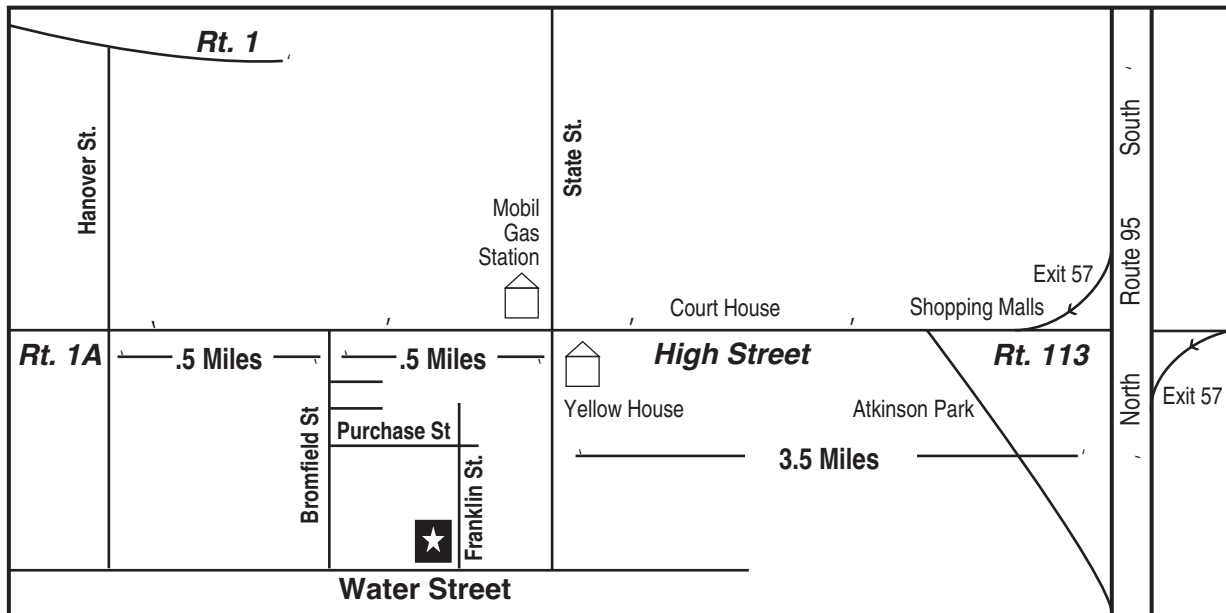 Rt. 1
Hanover St.
State St.
South
Route 95
North
Mobil
Gas
Station
Exit 57
Court House
Shopping Malls
Rt. 1A
.5 Miles
.5 Miles
High Street
Rt. 113
Exit 57
Yellow House
Atkinson Park
Purchase St
3.5 Miles
Bromfield St
Franklin St.
Water Street